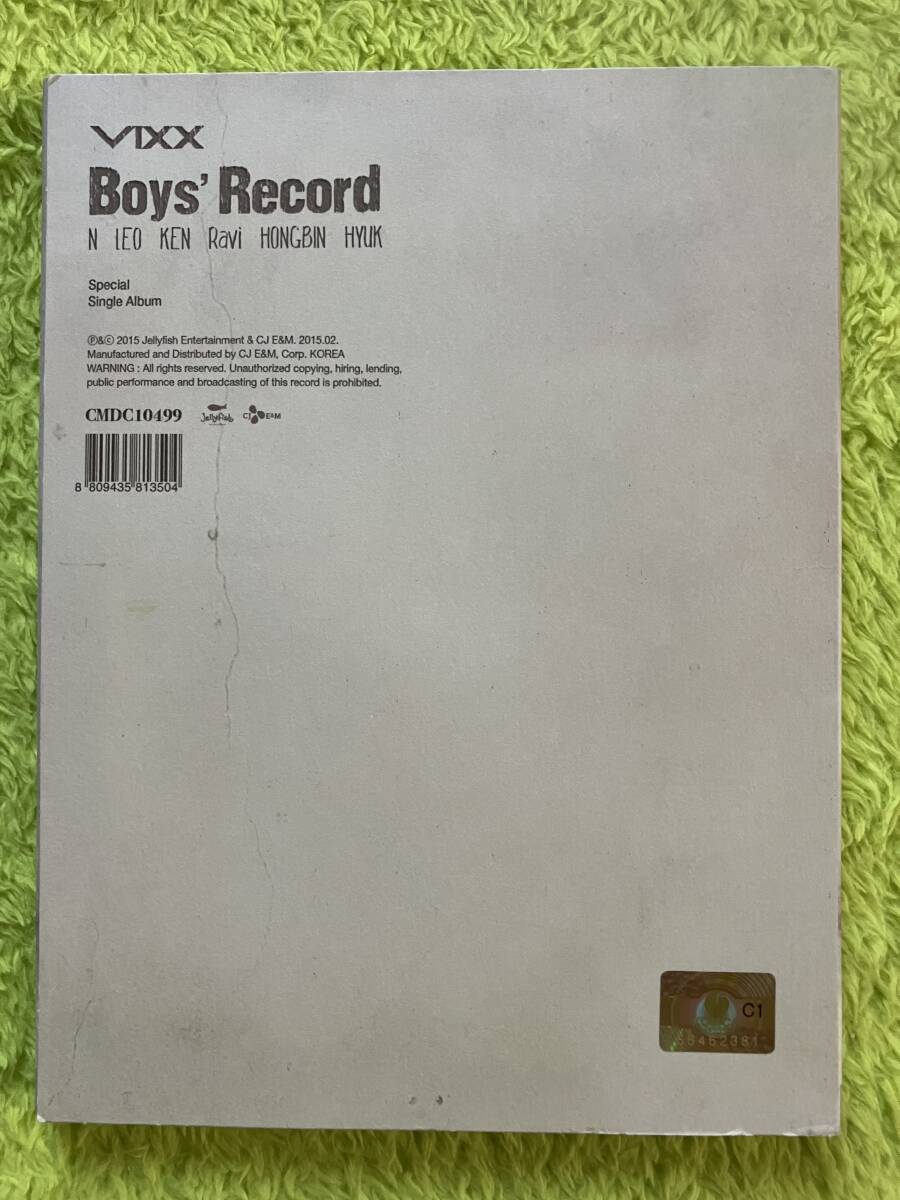 VIXX
Boys' Record
N LEO KEN Ravi HONGBIN HYUK
Special
Single Album
℗&© 2015 Jellyfish Entertainment & CJ E&M. 2015.02.
Manufactured and Distributed by CJ E&M, Corp. KOREA
WARNING : All rights reserved. Unauthorized copying, hiring, lending,
public performance and broadcasting of this record is prohibited.
CMDC10499 Jellyfish CJ E&M
8 809435 813504
C1